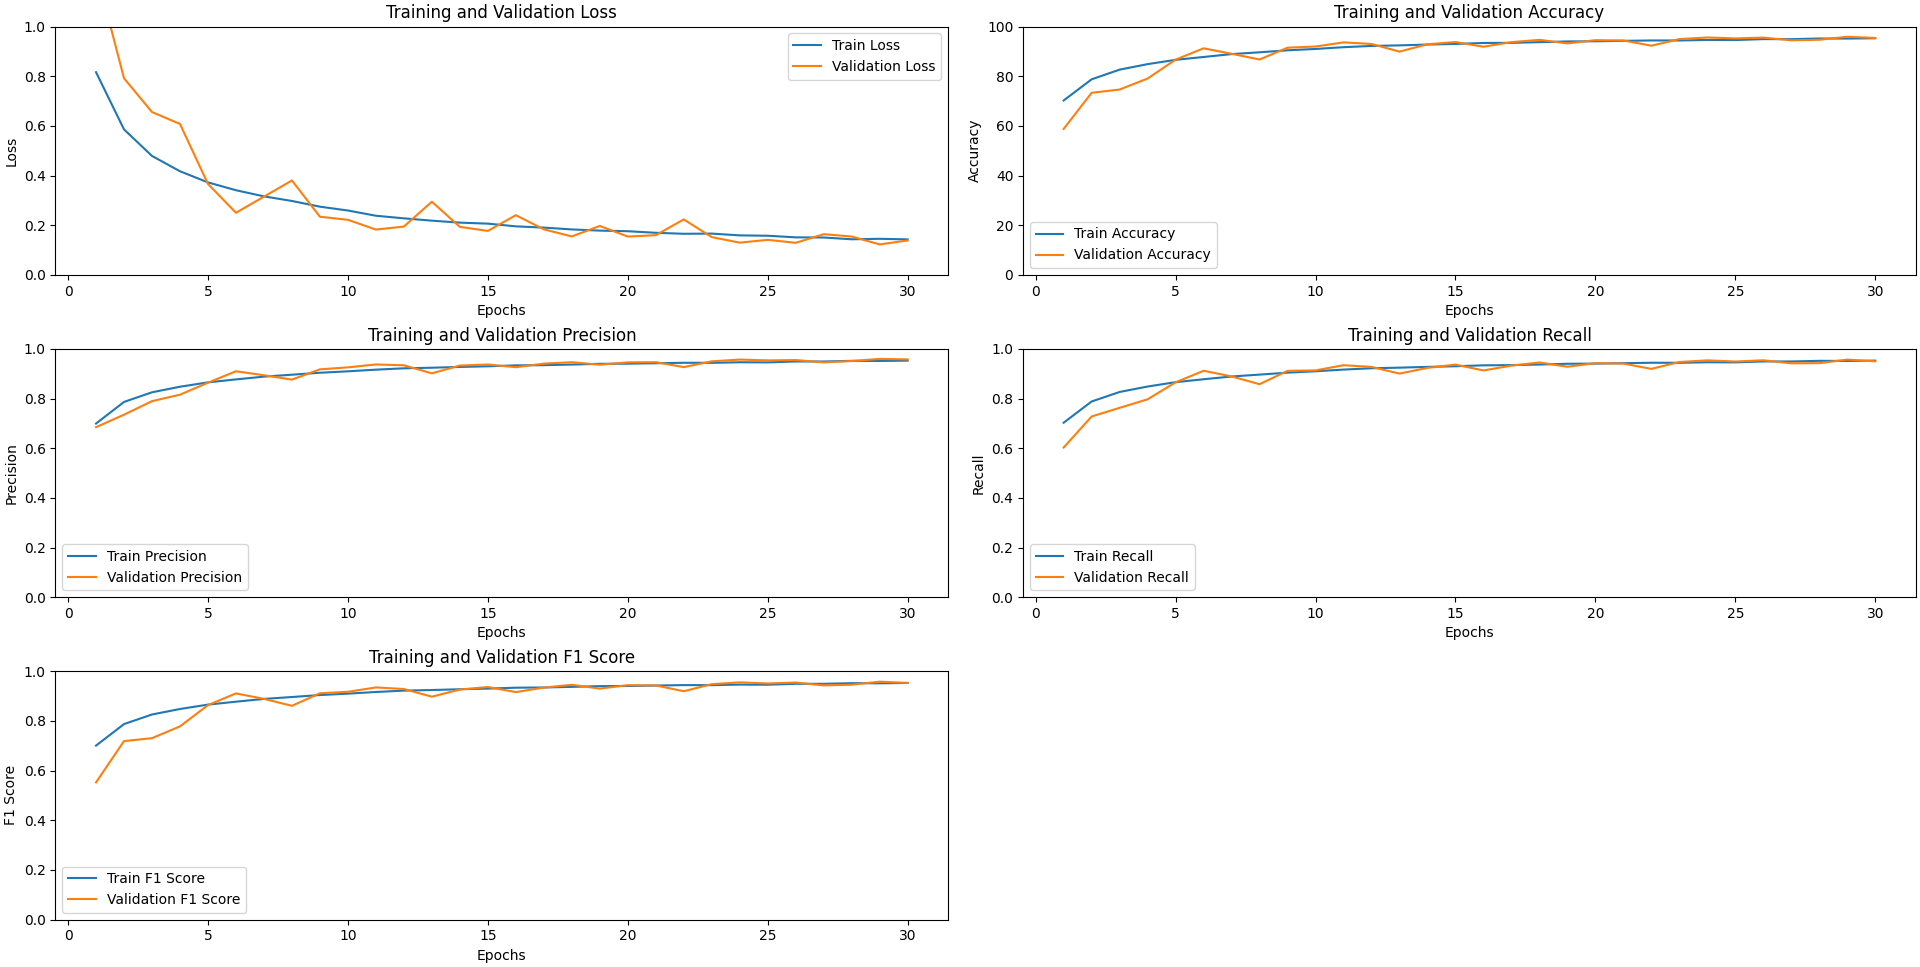 Training and Validation Loss
1.0
0.8
0.6
0.4
0.2
0.0
Loss
Train Loss
Validation Loss
0 5 10 15 20 25 30
Epochs
Training and Validation Accuracy
100
80
60
40
20
0
Accuracy
Train Accuracy
Validation Accuracy
0 5 10 15 20 25 30
Epochs
Training and Validation Precision
1.0
0.8
0.6
0.4
0.2
0.0
Precision
Train Precision
Validation Precision
0 5 10 15 20 25 30
Epochs
Training and Validation Recall
1.0
0.8
0.6
0.4
0.2
0.0
Recall
Train Recall
Validation Recall
0 5 10 15 20 25 30
Epochs
Training and Validation F1 Score
1.0
0.8
0.6
0.4
0.2
0.0
F1 Score
Train F1 Score
Validation F1 Score
0 5 10 15 20 25 30
Epochs